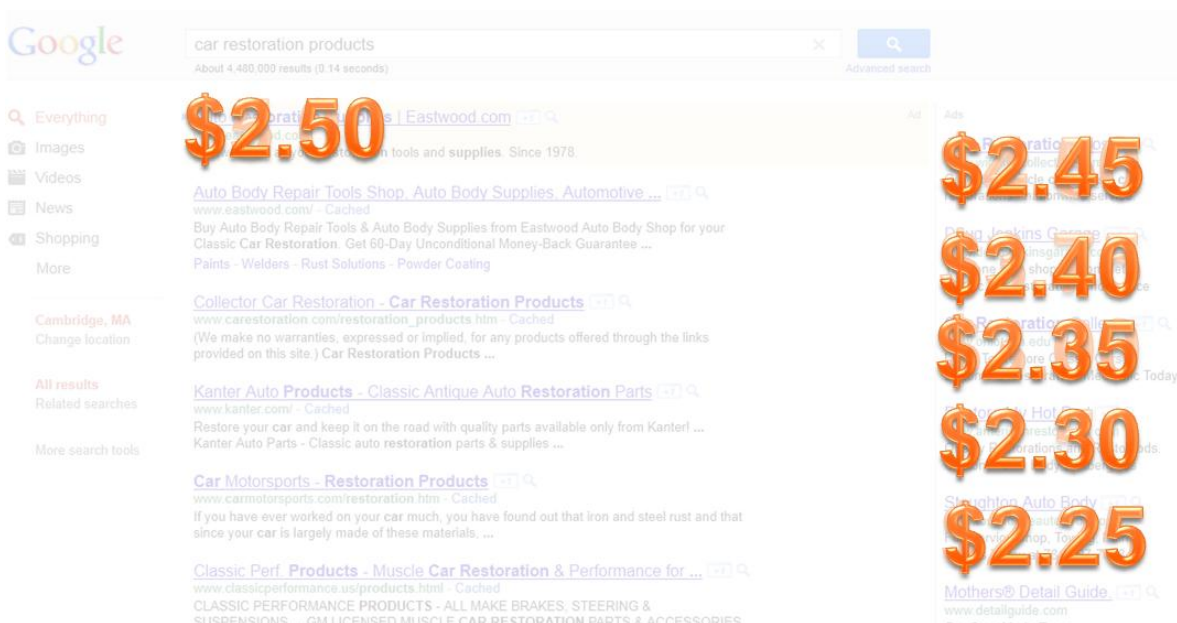 Google
car restoration products
About 4,480,000 results (0.14 seconds)
Advanced search
Everything
Images
Videos
News
Shopping
More
Cambridge, MA
Change location
All results
Related searches
More search tools
$2.50
| Eastwood.com
tools and supplies. Since 1978.
Ad
Auto Body Repair Tools Shop, Auto Body Supplies, Automotive ...
www.eastwood.com/ - Cached
Buy Auto Body Repair Tools & Auto Body Supplies from Eastwood Auto Body Shop for your
Classic Car Restoration. Get 60-Day Unconditional Money-Back Guarantee ...
Paints - Welders - Rust Solutions - Powder Coating
Collector Car Restoration - Car Restoration Products
www.carestoration.com/restoration_products.htm - Cached
(We make no warranties, expressed or implied, for any products offered through the links
provided on this site.) Car Restoration Products ...
Kanter Auto Products - Classic Antique Auto Restoration Parts
www.kanter.com/ - Cached
Restore your car and keep it on the road with quality parts available only from Kanter! ...
Kanter Auto Parts - Classic auto restoration parts & supplies ...
Car Motorsports - Restoration Products
www.carmotorsports.com/restoration.htm - Cached
If you have ever worked on your car much, you have found out that iron and steel rust and that
since your car is largely made of these materials, ...
Classic Perf. Products - Muscle Car Restoration & Performance for ...
www.classicperformance.us/products.html - Cached
CLASSIC PERFORMANCE PRODUCTS - ALL MAKE BRAKES, STEERING &
SUSPENSIONS ... GM LICENSED MUSCLE CAR RESTORATION PARTS & ACCESSORIES
Ads
$2.45
Garage
$2.40
$2.35
Today
Hot
$2.30
Stoughton Auto Body
$2.25
Mothers® Detail Guide.
www.detailguide.com